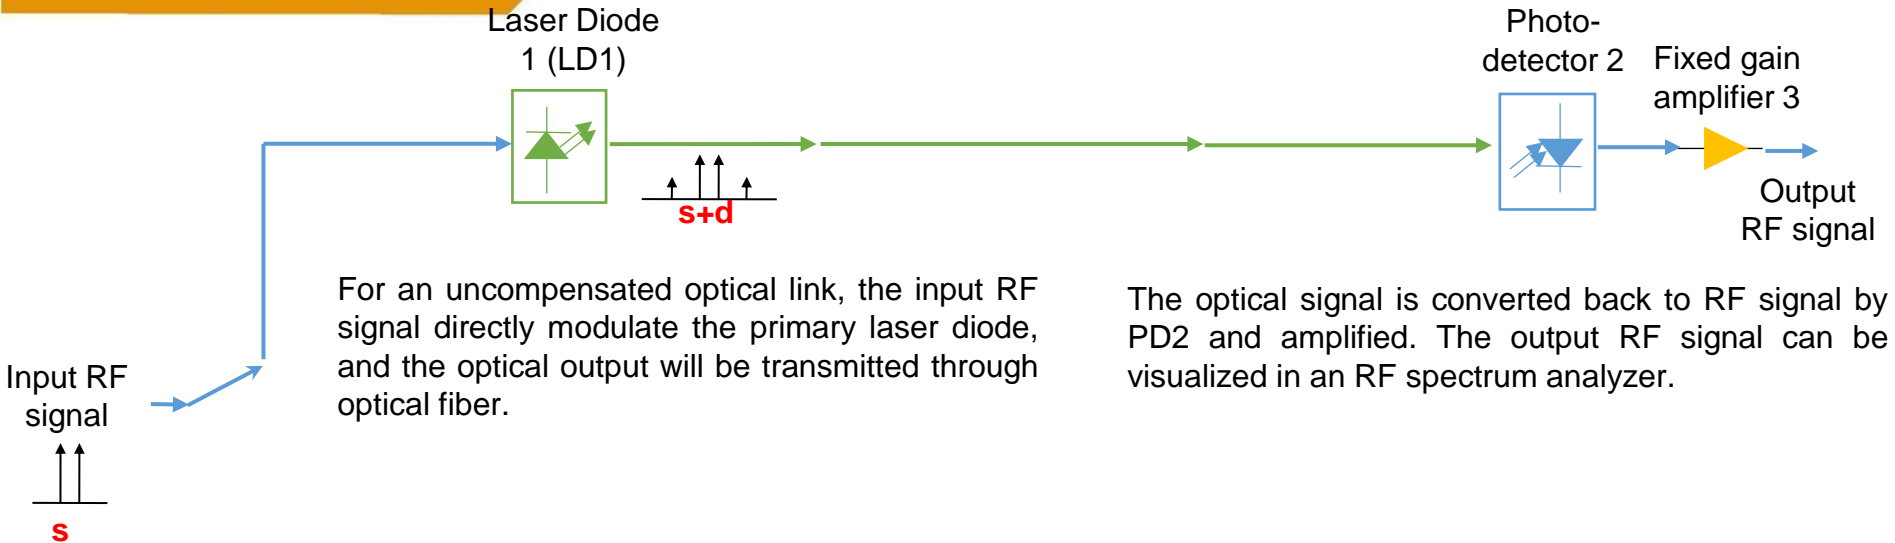 Laser Diode
1 (LD1)
Photo-
detector 2
Fixed gain
amplifier 3
s+d
Output
RF signal
For an uncompensated optical link, the input RF
signal directly modulate the primary laser diode,
and the optical output will be transmitted through
optical fiber.
The optical signal is converted back to RF signal by
PD2 and amplified. The output RF signal can be
visualized in an RF spectrum analyzer.
Input RF
signal
s